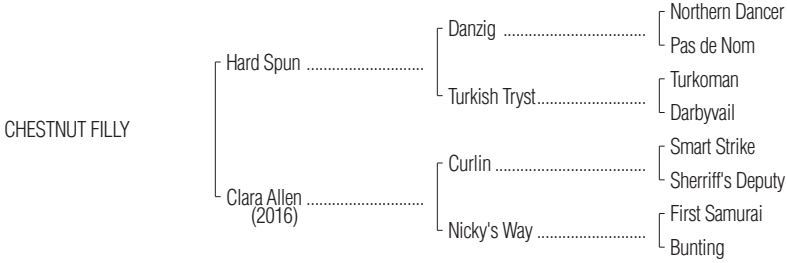 Northern Dancer
Danzig ..................................
Pas de Nom
Hard Spun ............................
Turkoman
Turkish Tryst..........................
Darbyvail
CHESTNUT FILLY
Smart Strike
Curlin ....................................
Sherriff's Deputy
Clara Allen ............................
(2016)
First Samurai
Nicky's Way ..........................
Bunting